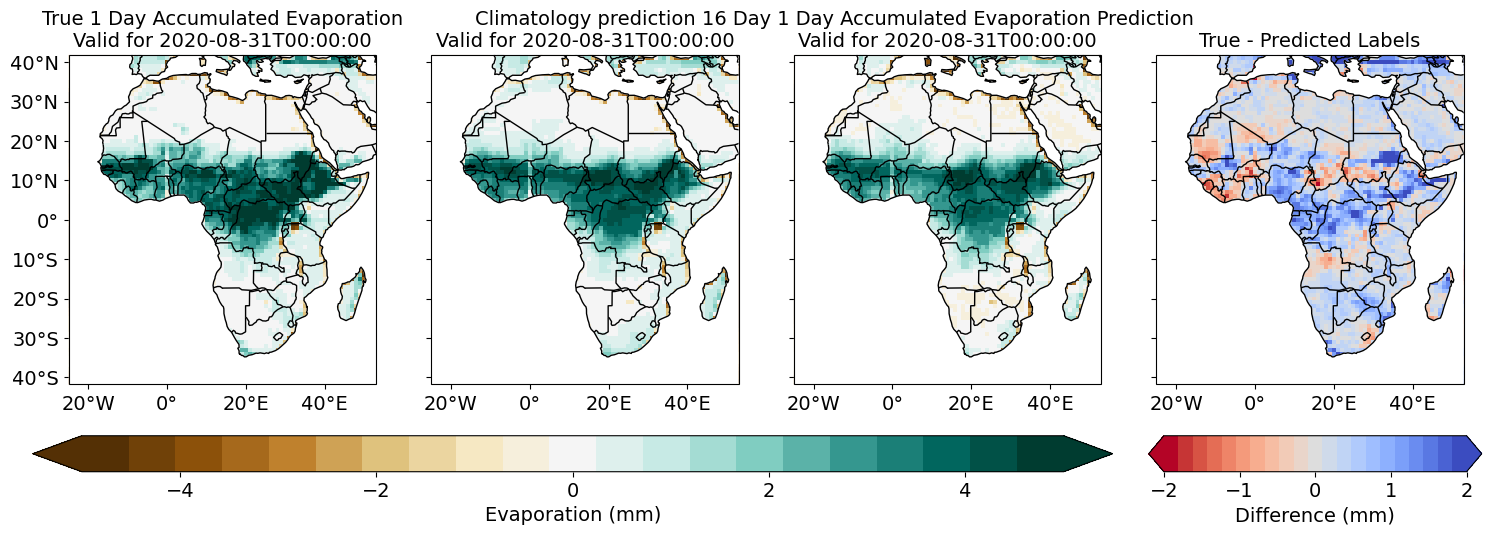 True 1 Day Accumulated Evaporation
Valid for 2020-08-31T00:00:00
Climatology prediction 16 Day 1 Day Accumulated Evaporation Prediction
Valid for 2020-08-31T00:00:00
Valid for 2020-08-31T00:00:00
True - Predicted Labels
40°N
30°N
20°N
10°N
0°
10°S
20°S
30°S
40°S
20°W 0° 20°E 40°E
20°W 0° 20°E 40°E
20°W 0° 20°E 40°E
20°W 0° 20°E 40°E
−4 −2 0 2 4
Evaporation (mm)
−2 −1 0 1 2
Difference (mm)